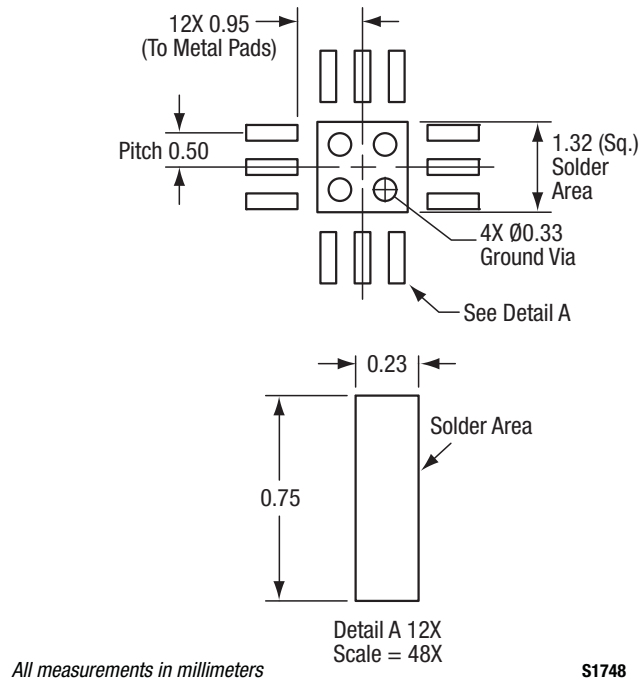 12X 0.95
(To Metal Pads)
Pitch 0.50
1.32 (Sq.)
Solder
Area
4X Ø0.33
Ground Via
See Detail A
0.23
Solder Area
0.75
Detail A 12X
Scale = 48X
All measurements in millimeters
S1748